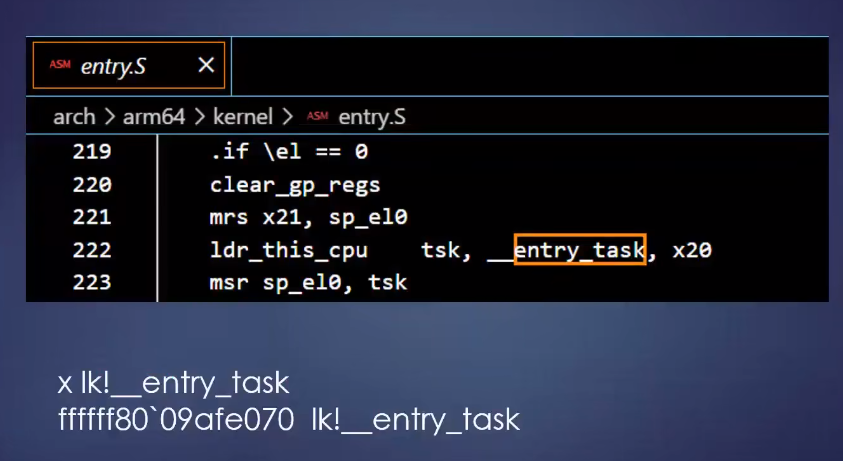 ASM entry.S ×
arch > arm64 > kernel > ASM entry.S
219 .if \el == 0
220 clear_gp_regs
221 mrs x21, sp_el0
222 ldr_this_cpu tsk, __entry_task, x20
223 msr sp_el0, tsk
x lk!__entry_task
ffffff80`09afe070 lk!__entry_task